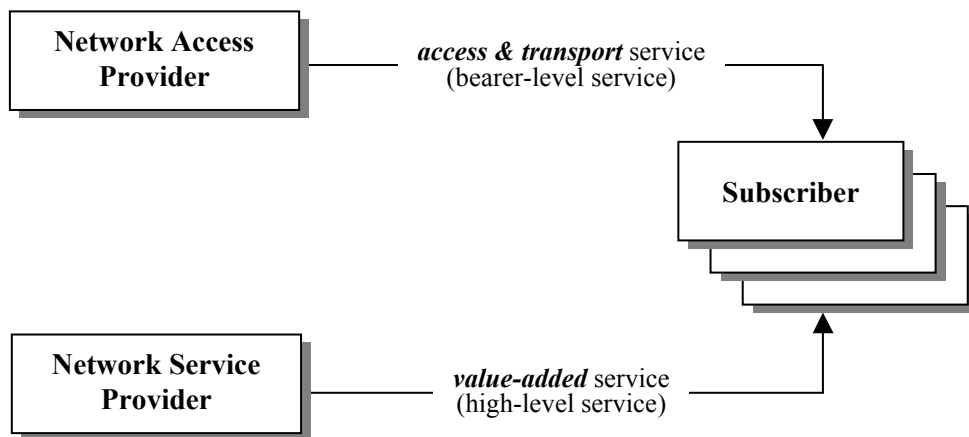 Network Access
Provider
access & transport service
(bearer-level service)
Subscriber
Network Service
Provider
value-added service
(high-level service)